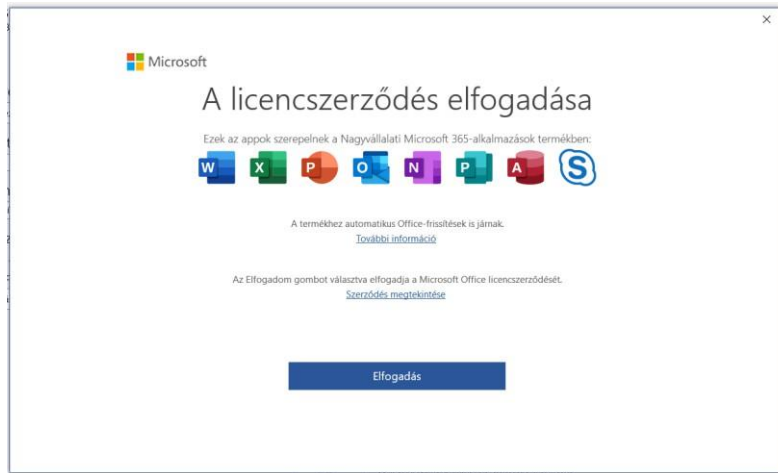 Microsoft
A licencszerződés elfogadása
Ezek az appok szerepelnek a Nagyvállalati Microsoft 365-alkalmazások termékben:
W X P O N P A S
A termékhez automatikus Office-frissítések is járnak.
További információ
Az Elfogadom gombot választva elfogadja a Microsoft Office licencszerződését.
Szerződés megtekintése
Elfogadás